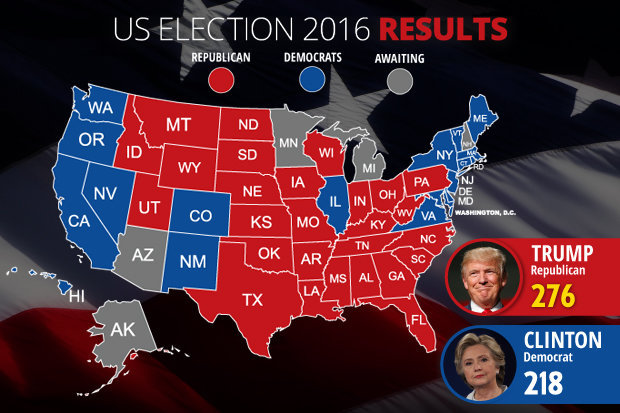 US ELECTION 2016 RESULTS
REPUBLICAN DEMOCRATS AWAITING
WA
OR
CA
NV
ID
MT
WY
UT
AZ
CO
NM
ND
SD
NE
KS
OK
TX
MN
IA
MO
AR
LA
WI
IL
MI
IN
OH
KY
TN
MS
AL
GA
FL
SC
NC
VA
WV
PA
NY
VT
NH
ME
MA
CT
RD
NJ
DE
MD
WASHINGTON, D.C.
HI
AK
TRUMP
Republican
276
CLINTON
Democrat
218